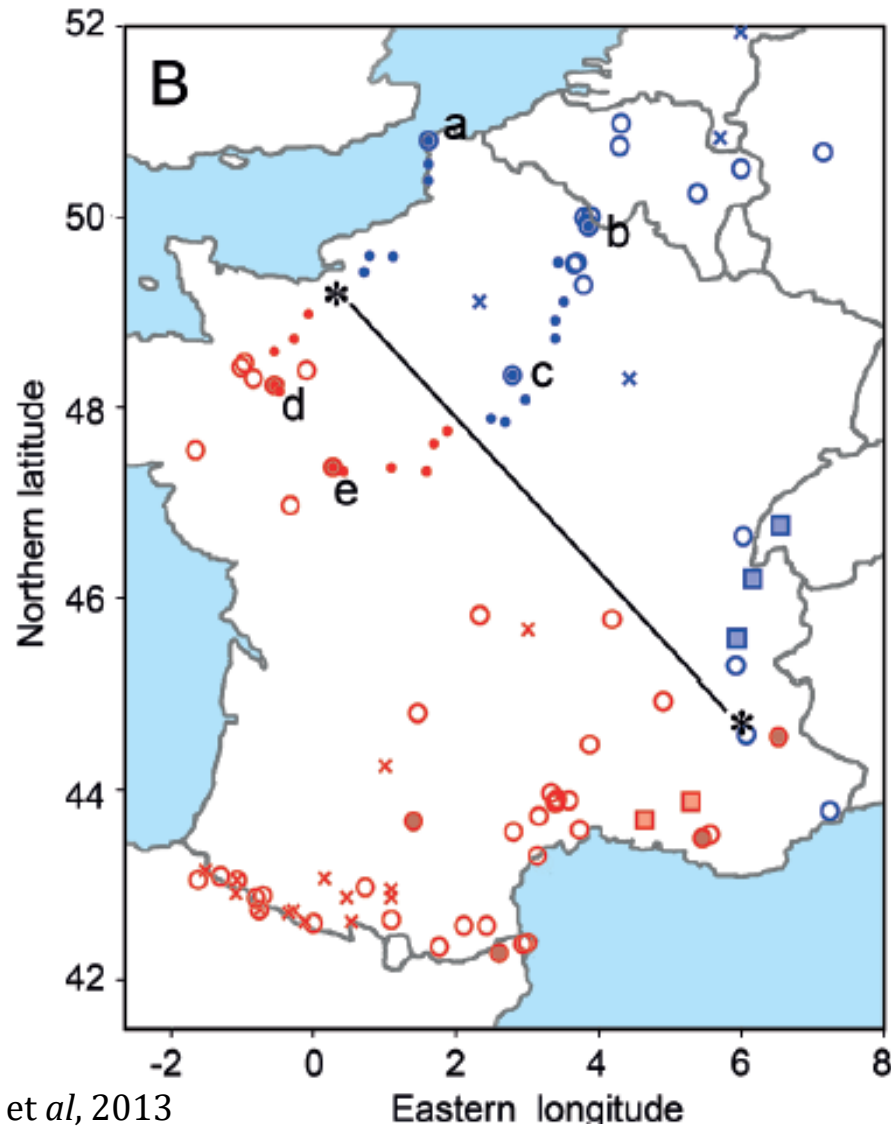 B
52
50
48
46
44
42
Northern latitude
a
b
c
d
e
*
*
-2 0 2 4 6 8
Eastern longitude
et al, 2013